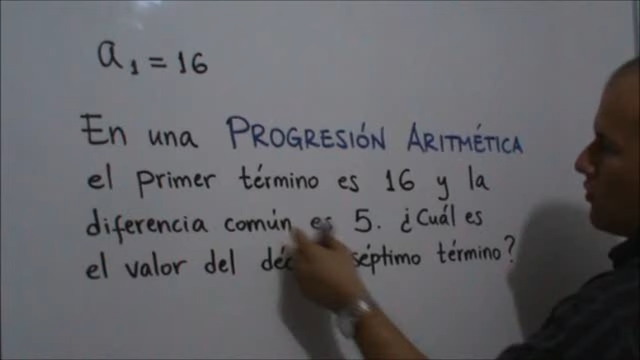 a₁ = 16
En una PROGRESIÓN ARITMÉTICA
el primer término es 16 y la
diferencia común es 5. ¿Cuál es
el valor del séptimo término?